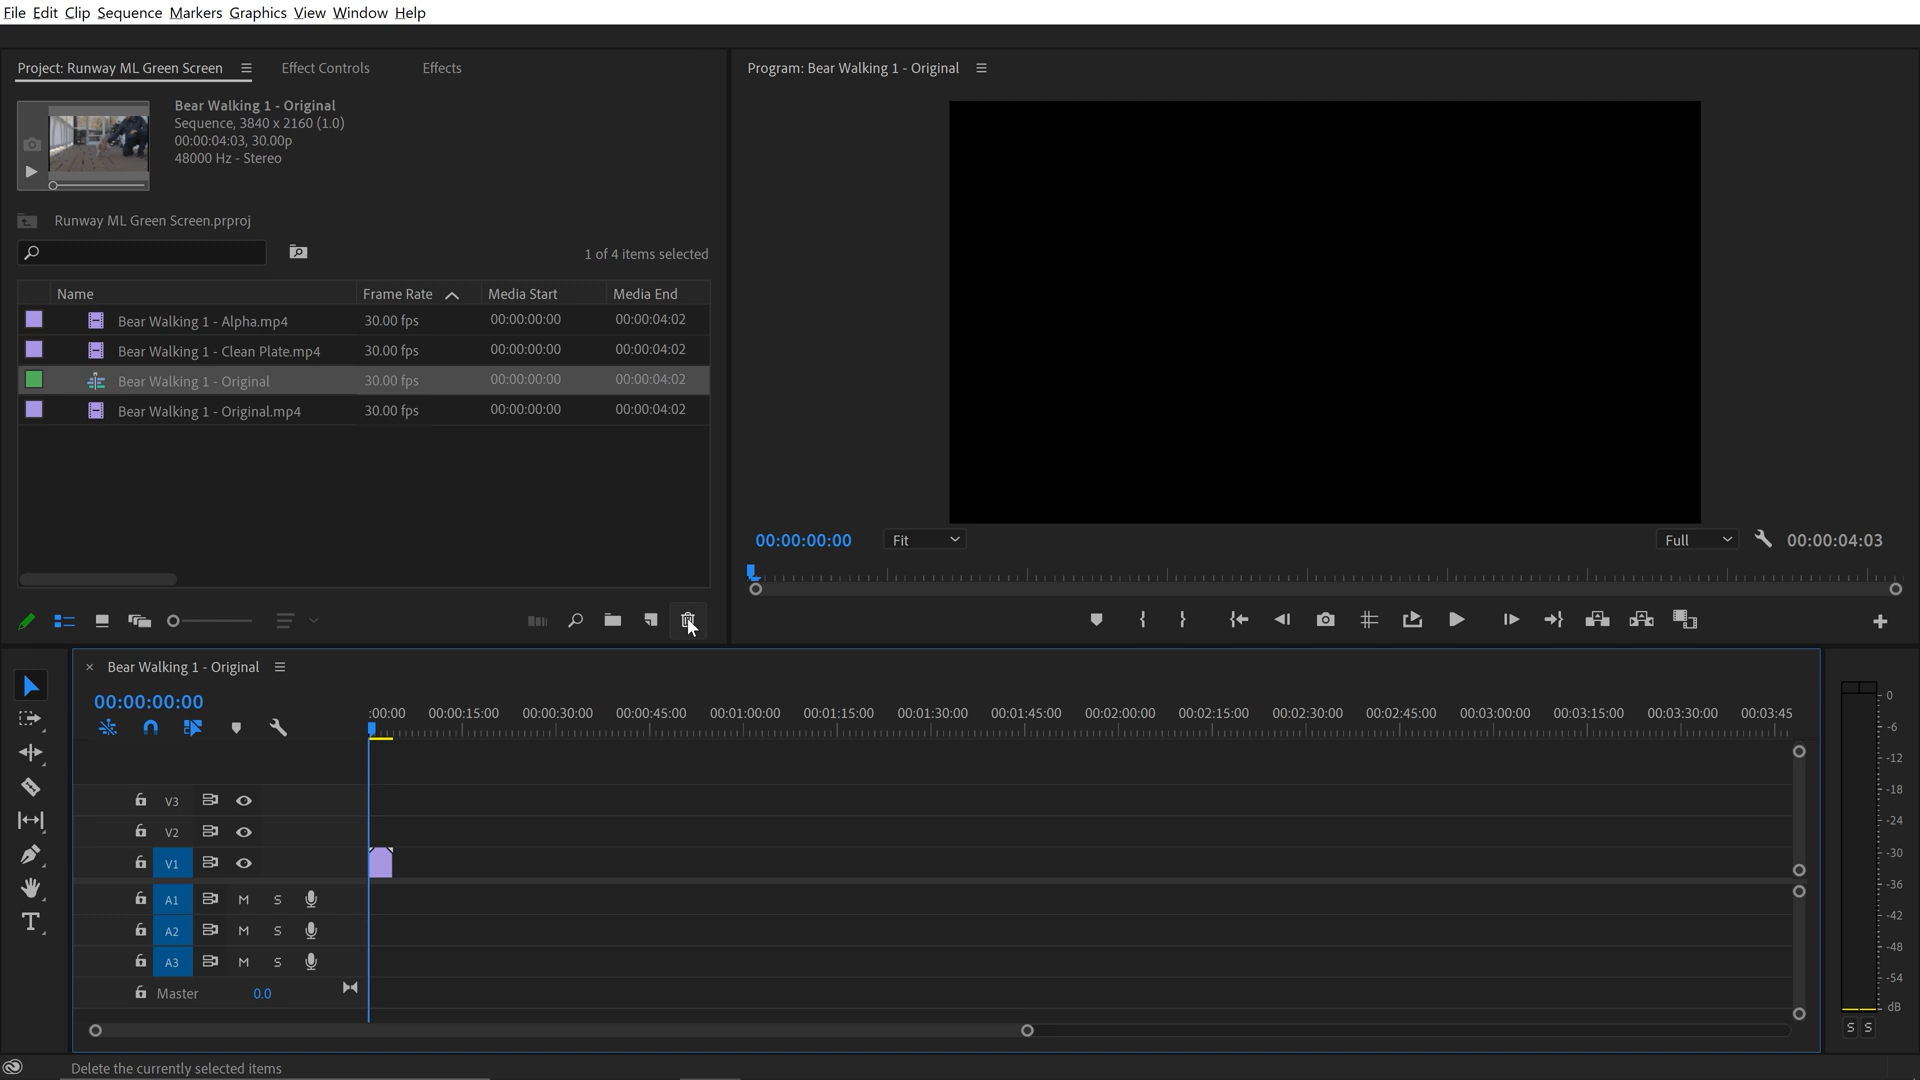 File Edit Clip Sequence Markers Graphics View Window Help
Project: Runway ML Green Screen
Effect Controls
Effects
Bear Walking 1 - Original
Sequence, 3840 x 2160 (1.0)
00:00:04:03, 30.00p
48000 Hz - Stereo
Runway ML Green Screen.prproj
1 of 4 items selected
Name Frame Rate Media Start Media End
Bear Walking 1 - Alpha.mp4 30.00 fps 00:00:00:00 00:00:04:02
Bear Walking 1 - Clean Plate.mp4 30.00 fps 00:00:00:00 00:00:04:02
Bear Walking 1 - Original 30.00 fps 00:00:00:00 00:00:04:02
Bear Walking 1 - Original.mp4 30.00 fps 00:00:00:00 00:00:04:02
Program: Bear Walking 1 - Original
00:00:00:00 Fit Full 00:00:04:03
Bear Walking 1 - Original
00:00:00:00
:00:00 00:00:15:00 00:00:30:00 00:00:45:00 00:01:00:00 00:01:15:00 00:01:30:00 00:01:45:00 00:02:00:00 00:02:15:00 00:02:30:00 00:02:45:00 00:03:00:00 00:03:15:00 00:03:30:00 00:03:45
V3
V2
V1
A1 M S
A2 M S
A3 M S
Master 0.0
0
-6
-12
-18
-24
-30
-36
-42
-48
-54
dB
S S
Delete the currently selected items